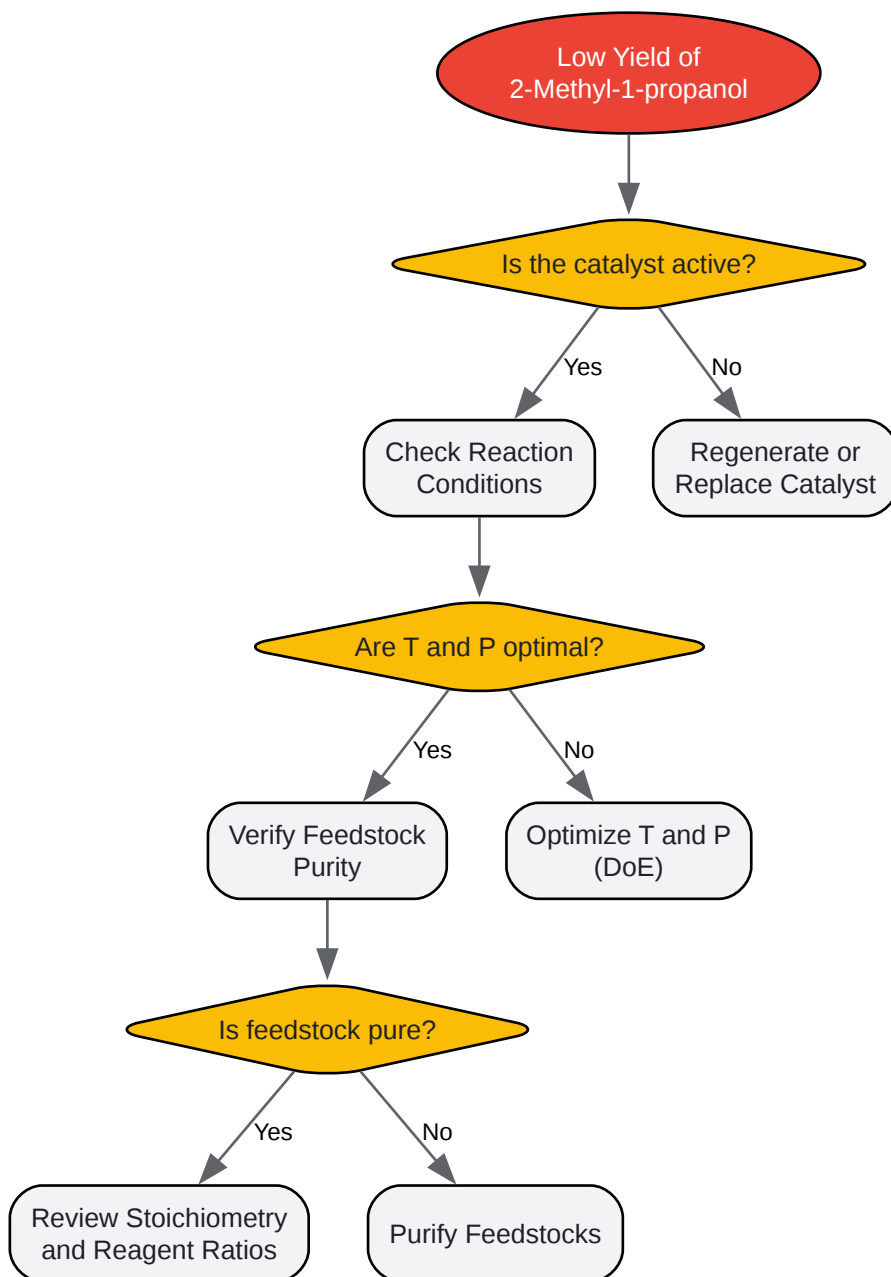 Low Yield of
2-Methyl-1-propanol
Is the catalyst active?
Yes
No
Check Reaction
Conditions
Regenerate or
Replace Catalyst
Are T and P optimal?
Yes
No
Verify Feedstock
Purity
Optimize T and P
(DoE)
Is feedstock pure?
Yes
No
Review Stoichiometry
and Reagent Ratios
Purify Feedstocks